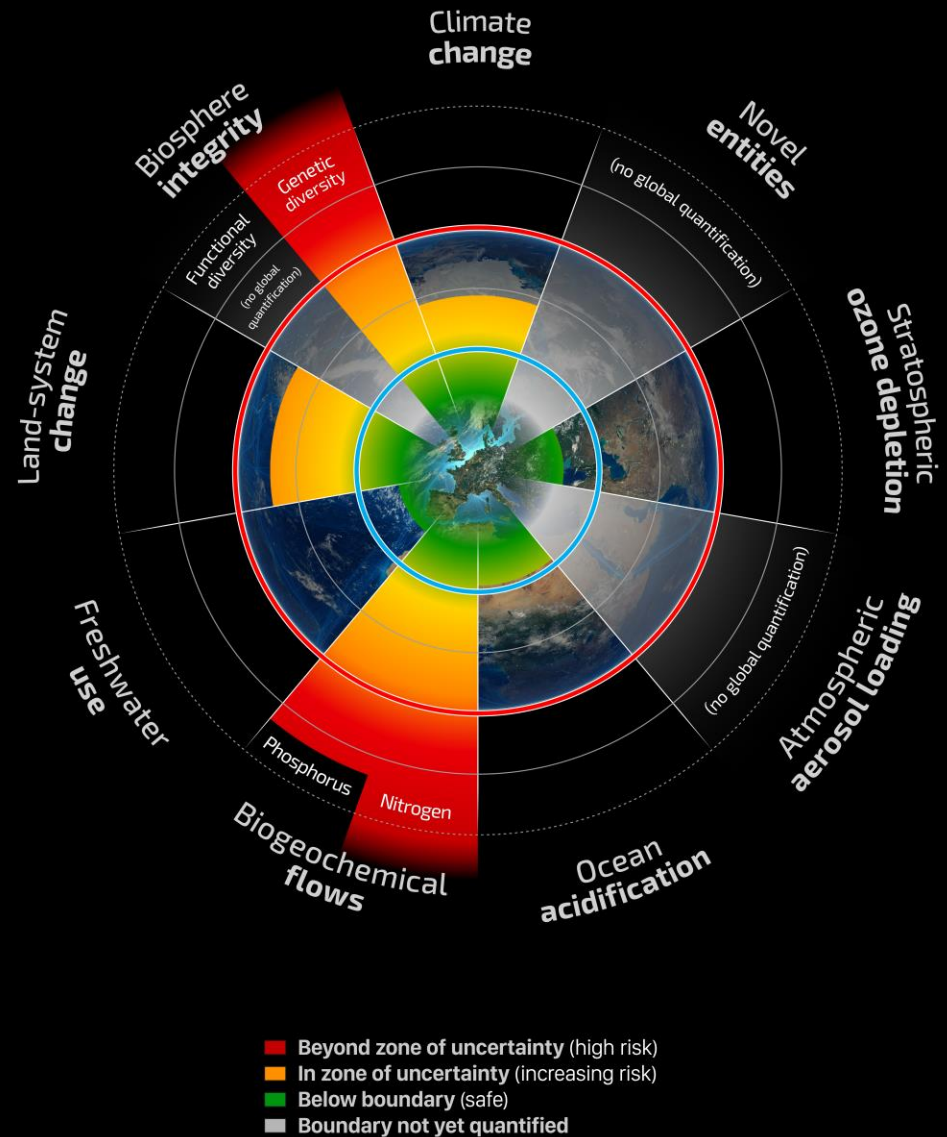 Climate
change
Novel
entities
(no global quantification)
Stratospheric
ozone depletion
(no global quantification)
Atmospheric
aerosol loading
Ocean
acidification
Nitrogen
Phosphorus
Biogeochemical
flows
Freshwater
use
Land-system
change
Biosphere
integrity
Functional
diversity
(no global
quantification)
Genetic
diversity
Beyond zone of uncertainty (high risk)
In zone of uncertainty (increasing risk)
Below boundary (safe)
Boundary not yet quantified